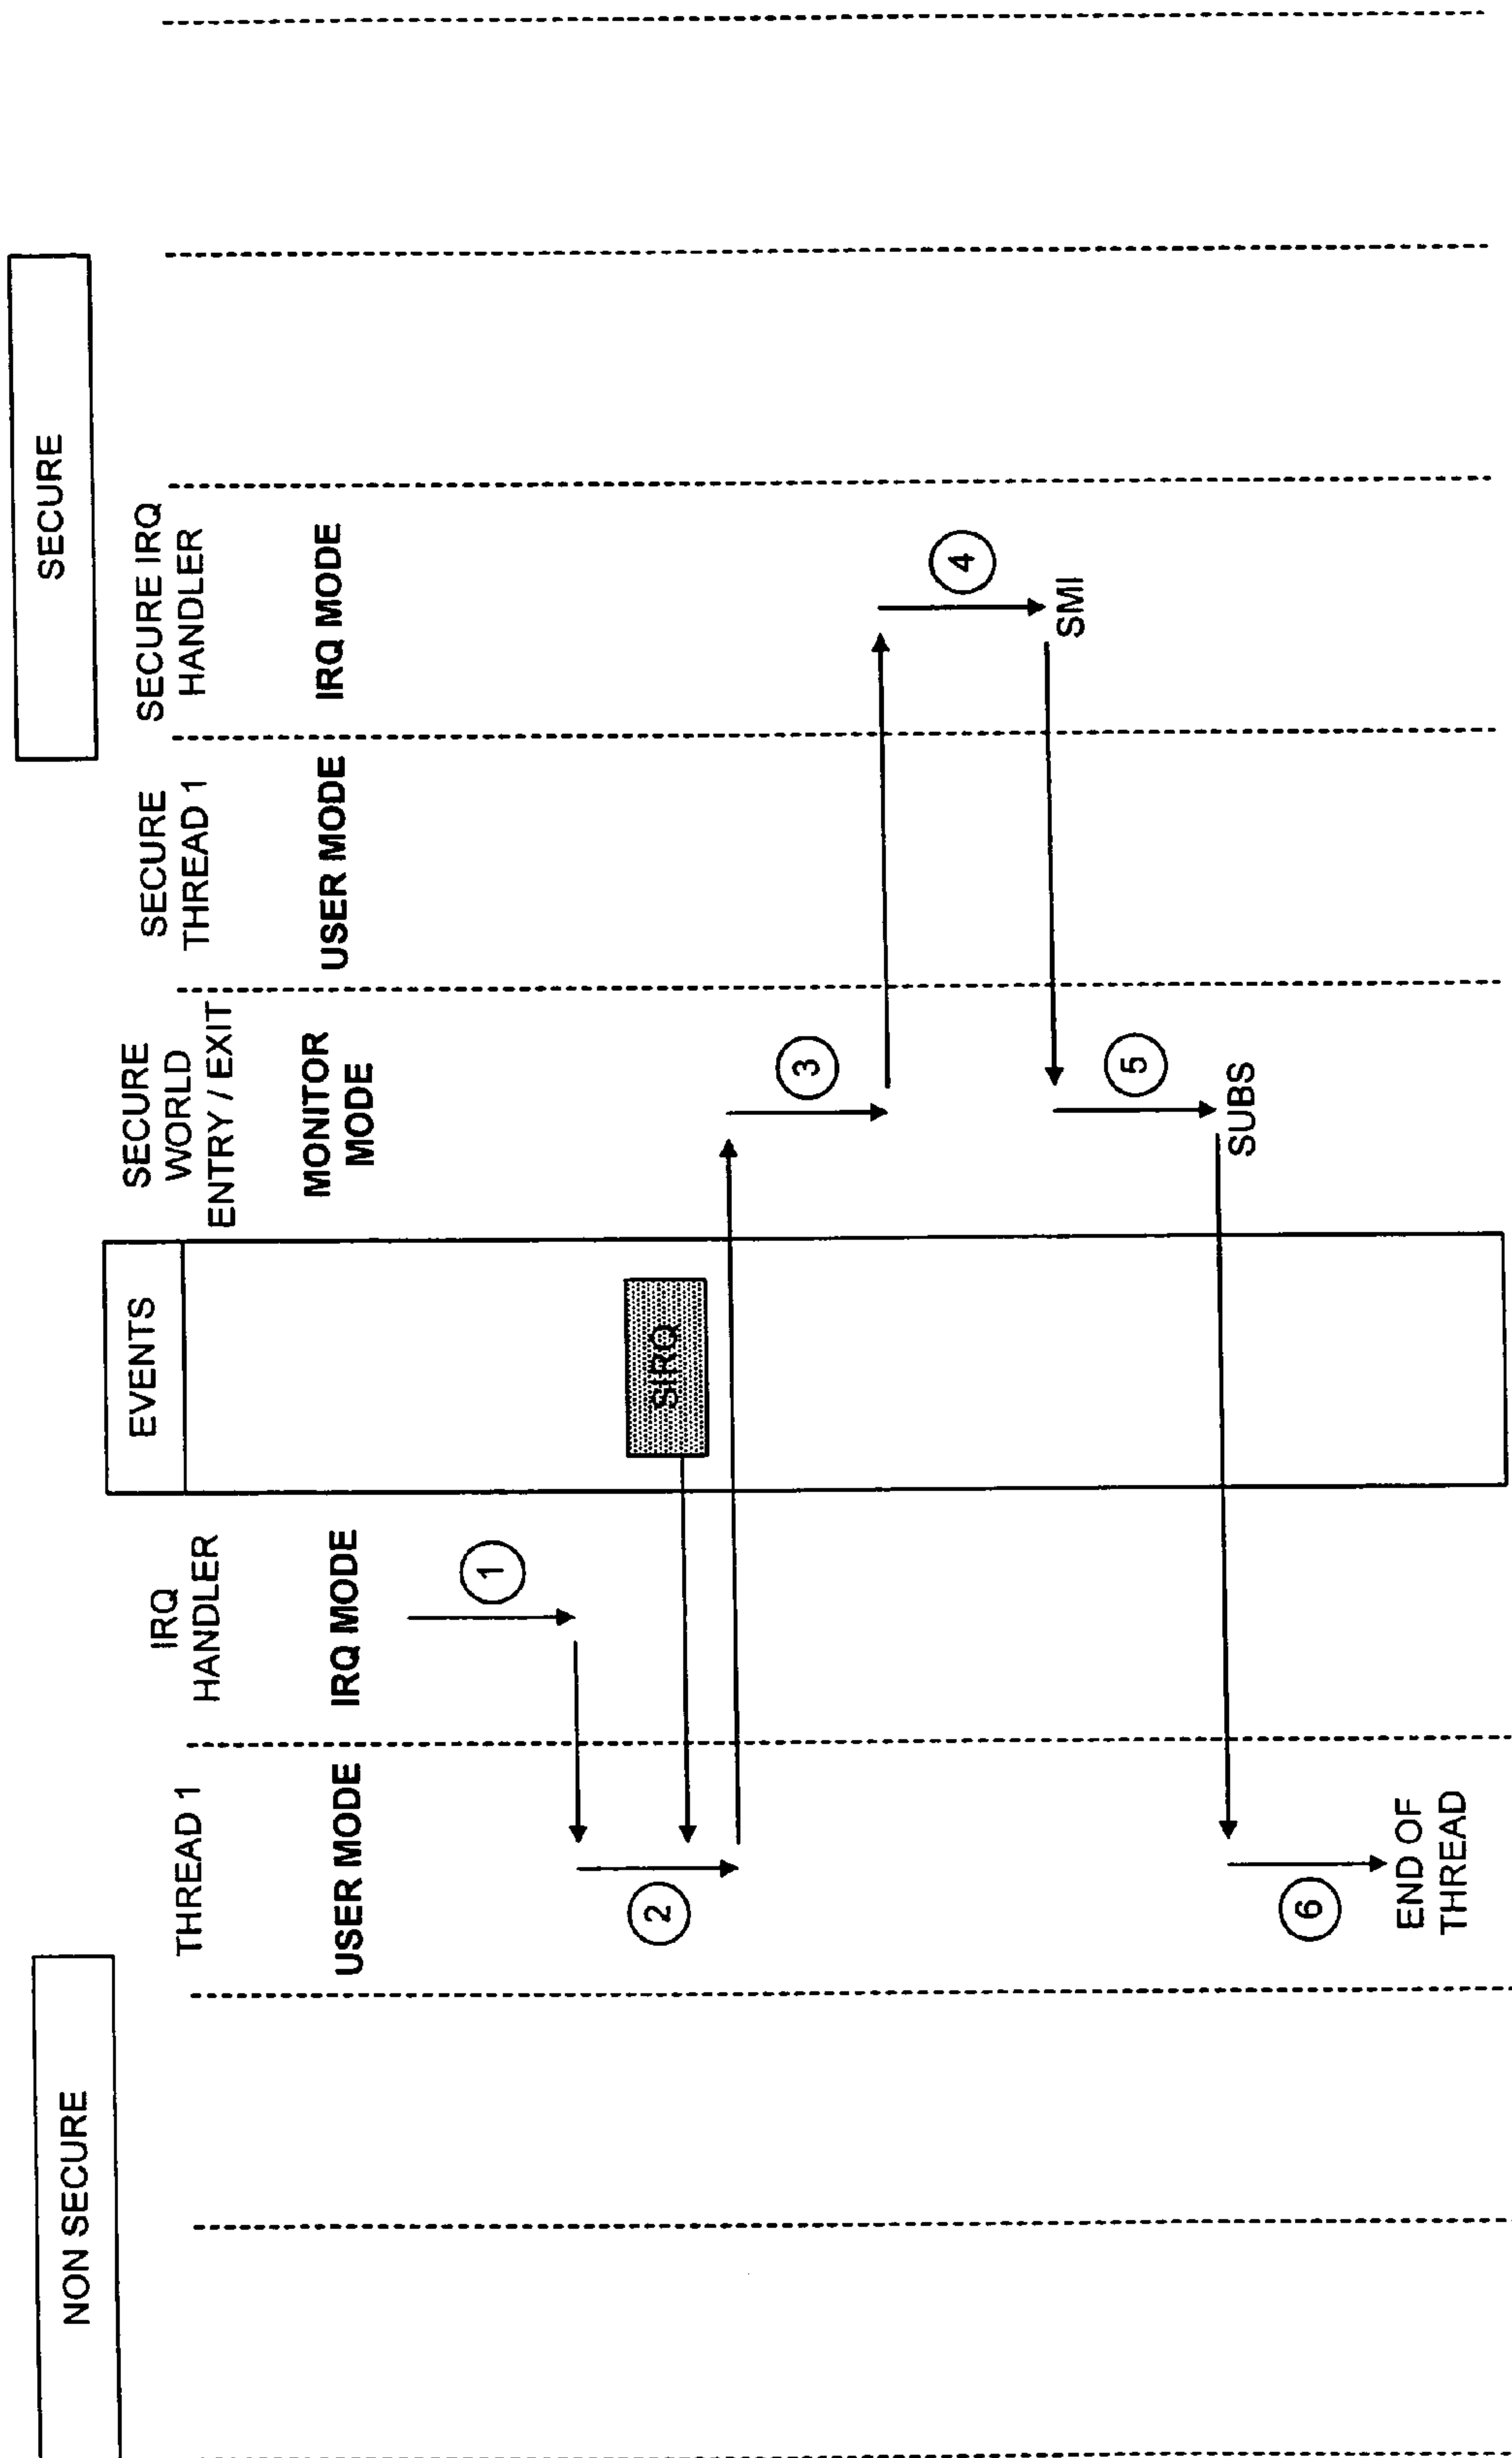 NON SECURE
SECURE
THREAD 1
IRQ
HANDLER
EVENTS
SECURE
WORLD
ENTRY / EXIT
SECURE
THREAD 1
SECURE IRQ
HANDLER
USER MODE
IRQ MODE
MONITOR
MODE
USER MODE
IRQ MODE
1
2
SIRQ
3
4
SMI
5
SUBS
6
END OF
THREAD